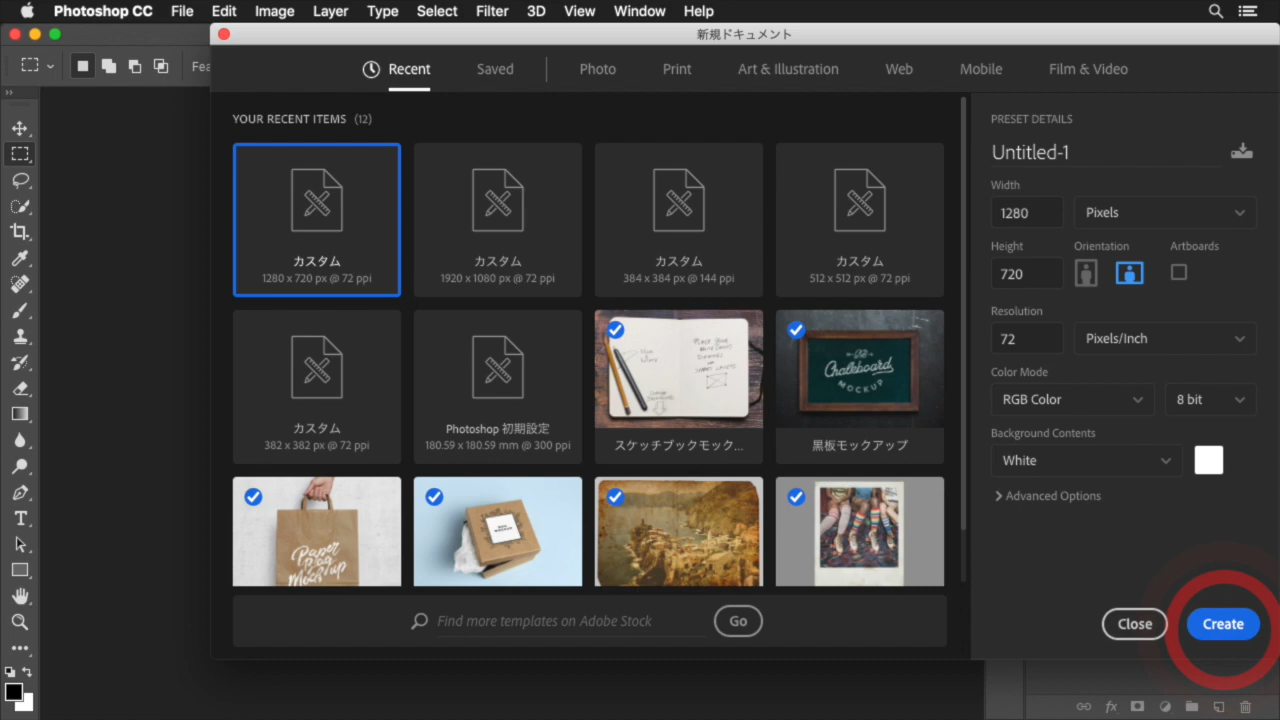 Photoshop CC File Edit Image Layer Type Select Filter 3D View Window Help
新規ドキュメント
Fea
Recent Saved Photo Print Art & Illustration Web Mobile Film & Video
YOUR RECENT ITEMS (12)
カスタム
1280 x 720 px @ 72 ppi
カスタム
1920 x 1080 px @ 72 ppi
カスタム
384 x 384 px @ 144 ppi
カスタム
512 x 512 px @ 72 ppi
カスタム
382 x 382 px @ 72 ppi
Photoshop 初期設定
180.59 x 180.59 mm @ 300 ppi
スケッチブックモック...
Chalkboard
MOCKUP
黒板モックアップ
Paper
Bag
Mockup
Find more templates on Adobe Stock
Go
PRESET DETAILS
Untitled-1
Width
1280 Pixels
Height Orientation Artboards
720
Resolution
72 Pixels/Inch
Color Mode
RGB Color 8 bit
Background Contents
White
Advanced Options
Close Create
fx